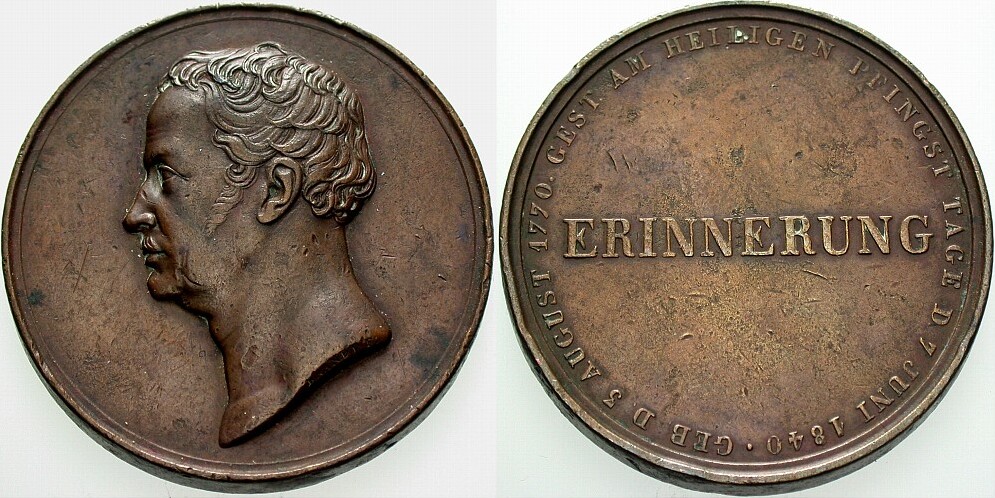 ERINNERUNG
GEB D. 3 AUGUST 1770. GEST AM HEILIGEN PFINGST TAGE D 7 JUNI 1840 ·